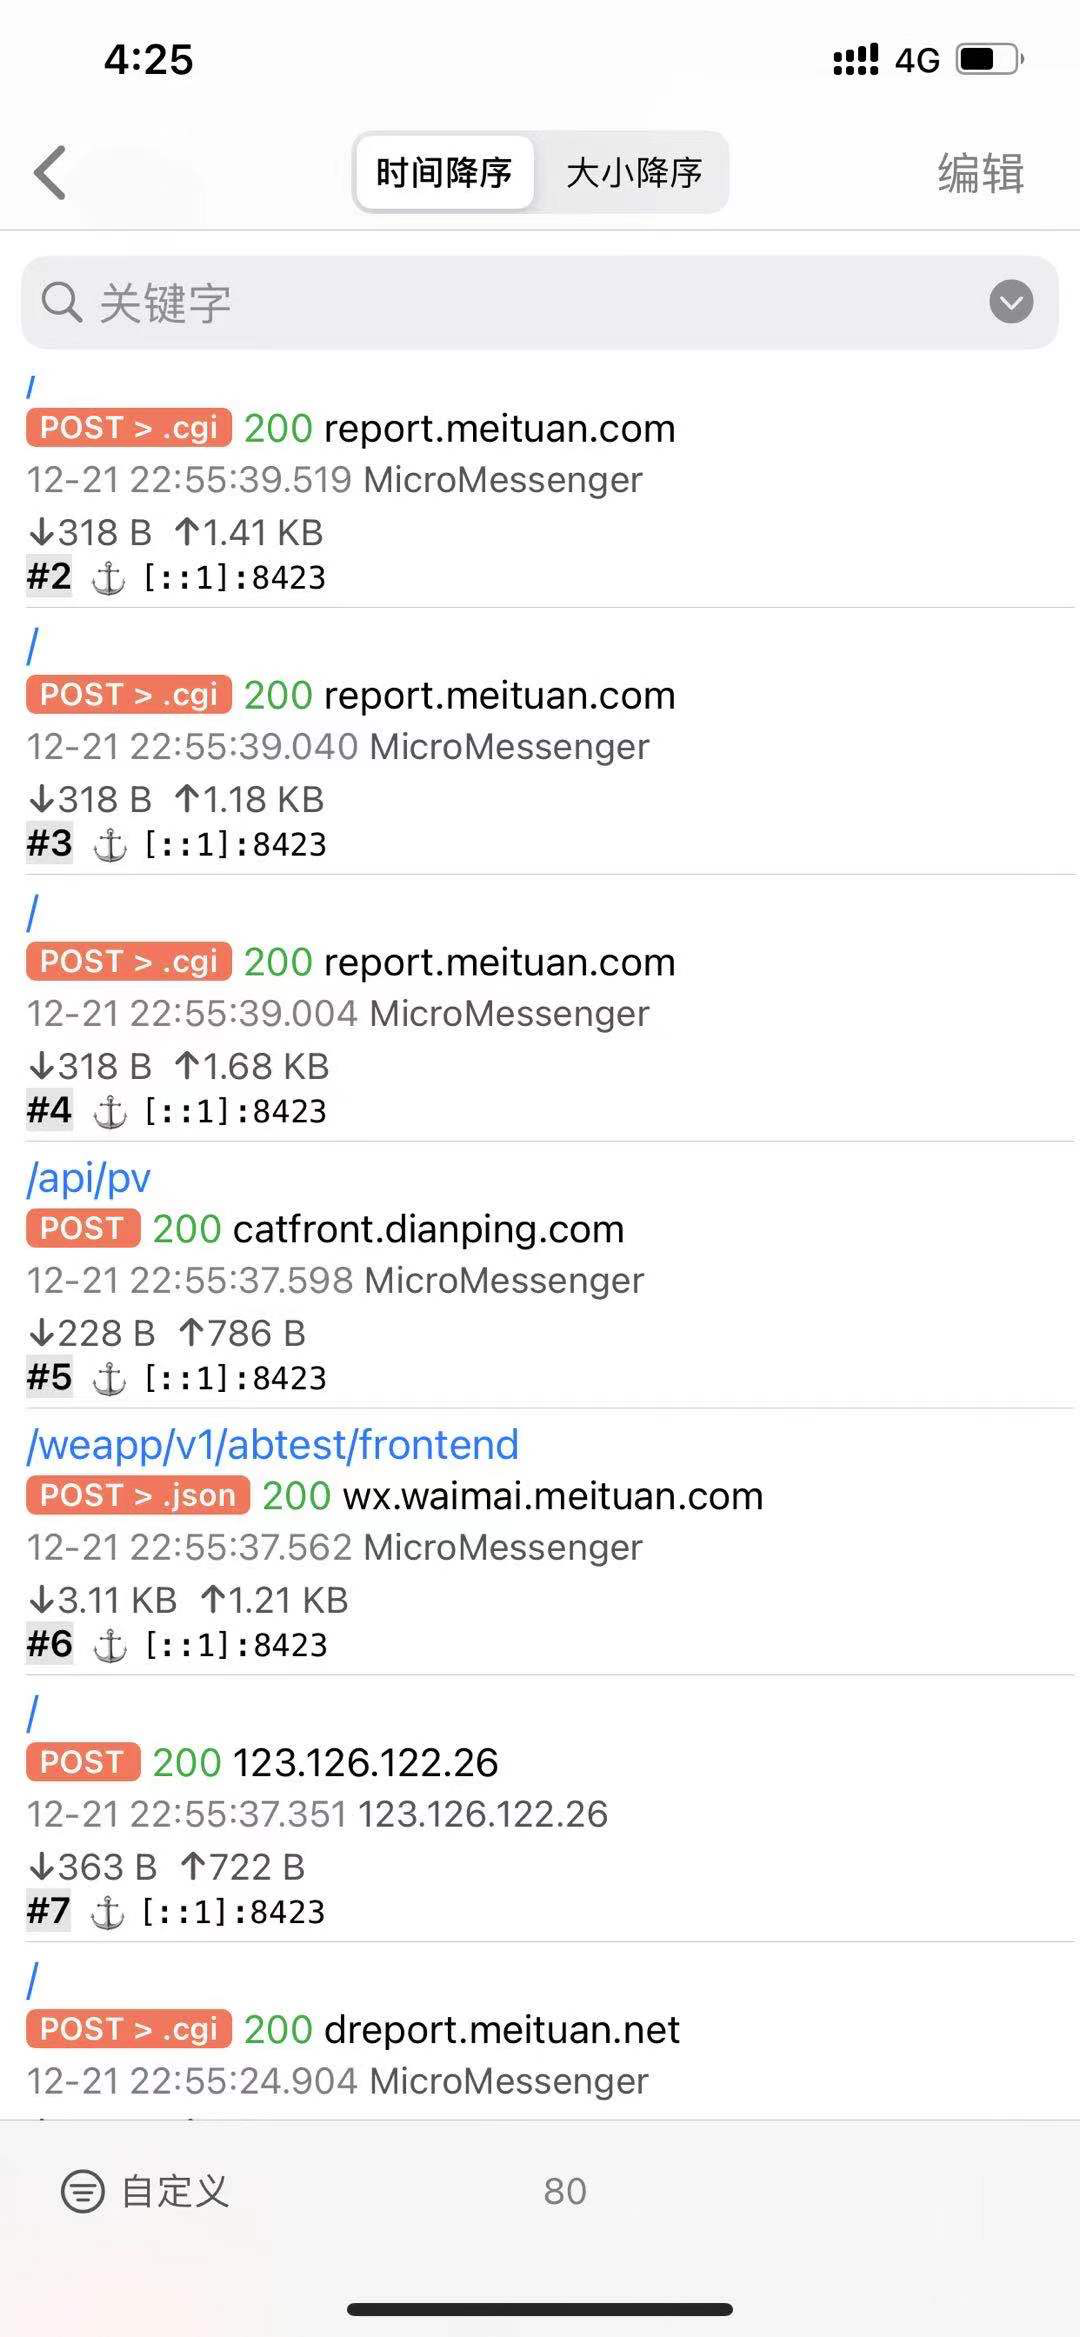 4:25 4G
时间降序 大小降序 编辑
关键字
/
POST > .cgi 200 report.meituan.com
12-21 22:55:39.519 MicroMessenger
↓318 B ↑1.41 KB
#2 ⚓ [::1]:8423
/
POST > .cgi 200 report.meituan.com
12-21 22:55:39.040 MicroMessenger
↓318 B ↑1.18 KB
#3 ⚓ [::1]:8423
/
POST > .cgi 200 report.meituan.com
12-21 22:55:39.004 MicroMessenger
↓318 B ↑1.68 KB
#4 ⚓ [::1]:8423
/api/pv
POST 200 catfront.dianping.com
12-21 22:55:37.598 MicroMessenger
↓228 B ↑786 B
#5 ⚓ [::1]:8423
/weapp/v1/abtest/frontend
POST > .json 200 wx.waimai.meituan.com
12-21 22:55:37.562 MicroMessenger
↓3.11 KB ↑1.21 KB
#6 ⚓ [::1]:8423
/
POST 200 123.126.122.26
12-21 22:55:37.351 123.126.122.26
↓363 B ↑722 B
#7 ⚓ [::1]:8423
/
POST > .cgi 200 dreport.meituan.net
12-21 22:55:24.904 MicroMessenger
自定义 80